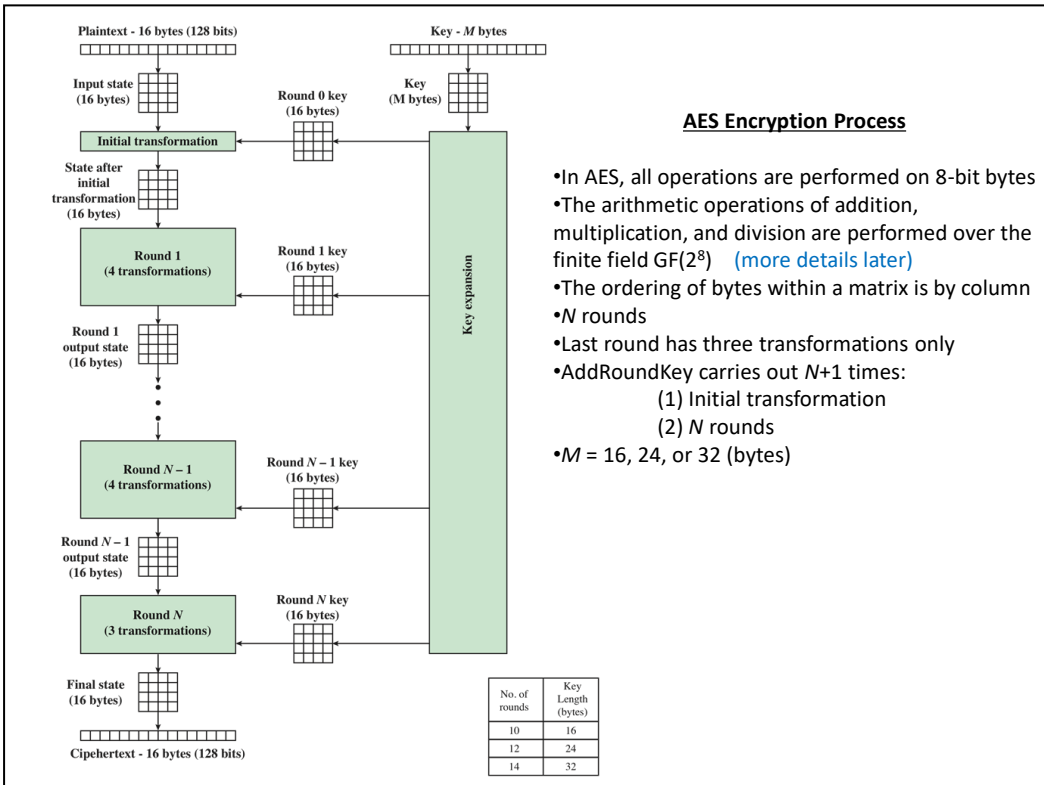 Plaintext - 16 bytes (128 bits)
Key - M bytes
Input state
(16 bytes)
Round 0 key
(16 bytes)
Key
(M bytes)
Initial transformation
State after
initial
transformation
(16 bytes)
Round 1
(4 transformations)
Round 1 key
(16 bytes)
Key expansion
Round 1
output state
(16 bytes)
Round N – 1
(4 transformations)
Round N – 1 key
(16 bytes)
Round N – 1
output state
(16 bytes)
Round N
(3 transformations)
Round N key
(16 bytes)
Final state
(16 bytes)
Cipehertext - 16 bytes (128 bits)
No. of
rounds
Key
Length
(bytes)
10 16
12 24
14 32
AES Encryption Process
•In AES, all operations are performed on 8-bit bytes
•The arithmetic operations of addition,
multiplication, and division are performed over the
finite field GF(2⁸) (more details later)
•The ordering of bytes within a matrix is by column
•N rounds
•Last round has three transformations only
•AddRoundKey carries out N+1 times:
(1) Initial transformation
(2) N rounds
•M = 16, 24, or 32 (bytes)